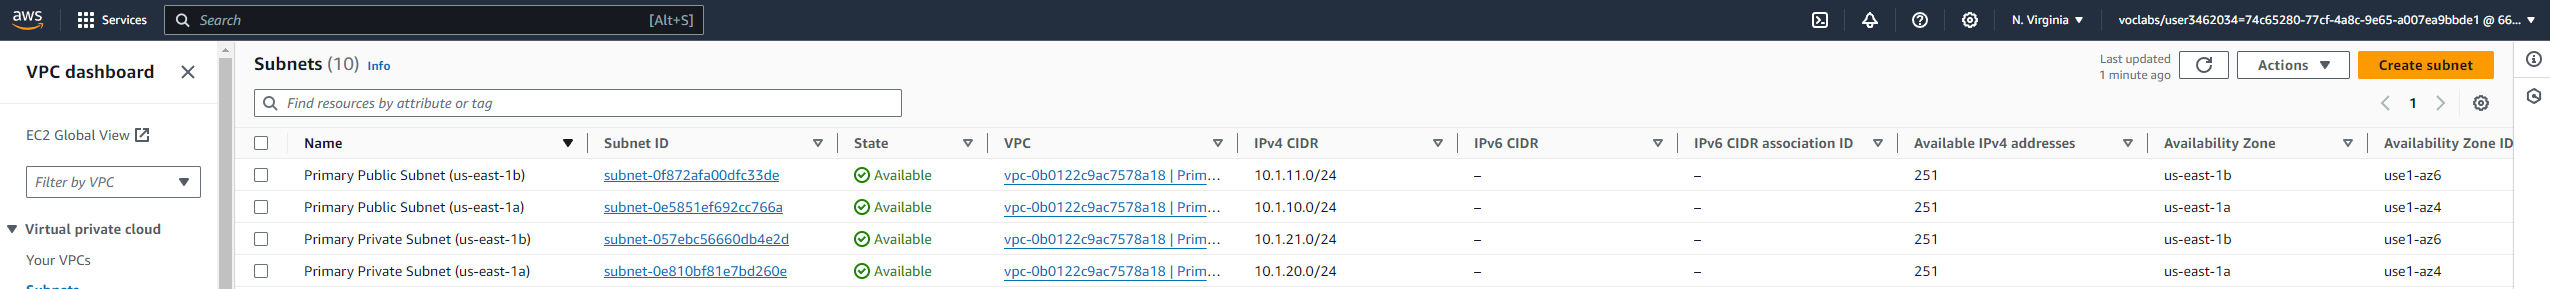 aws Services Search [Alt+S] N. Virginia voclabs/user3462034=74c65280-77cf-4a8c-9e65-a007ea9bbde1 @ 66...
VPC dashboard
EC2 Global View
Filter by VPC
Virtual private cloud
Your VPCs
Subnets
Subnets (10) Info
Last updated
1 minute ago
Actions
Create subnet
Find resources by attribute or tag
1
Name Subnet ID State VPC IPv4 CIDR IPv6 CIDR IPv6 CIDR association ID Available IPv4 addresses Availability Zone Availability Zone ID
Primary Public Subnet (us-east-1b) subnet-0f872afa00dfc33de Available vpc-0b0122c9ac7578a18 | Prim... 10.1.11.0/24 – – 251 us-east-1b use1-az6
Primary Public Subnet (us-east-1a) subnet-0e5851ef692cc766a Available vpc-0b0122c9ac7578a18 | Prim... 10.1.10.0/24 – – 251 us-east-1a use1-az4
Primary Private Subnet (us-east-1b) subnet-057ebc56660db4e2d Available vpc-0b0122c9ac7578a18 | Prim... 10.1.21.0/24 – – 251 us-east-1b use1-az6
Primary Private Subnet (us-east-1a) subnet-0e810bf81e7bd260e Available vpc-0b0122c9ac7578a18 | Prim... 10.1.20.0/24 – – 251 us-east-1a use1-az4